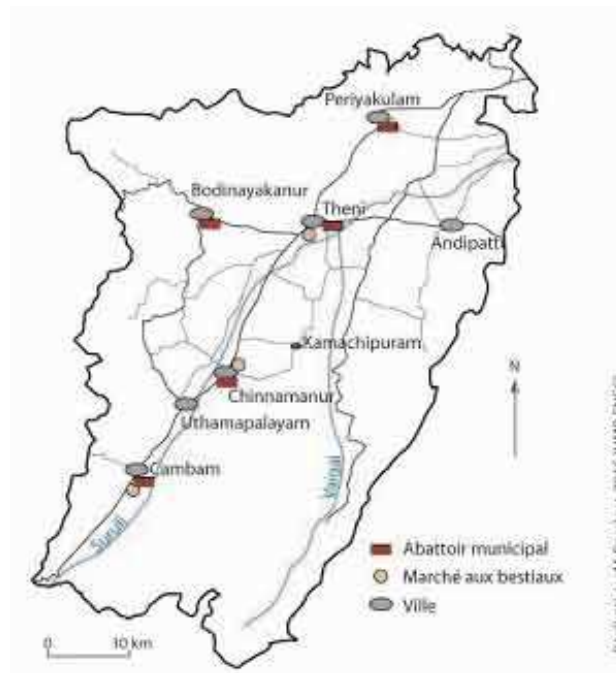 Periyakulam
Bodinayakanur
Theni
Andipatti
Kamachipuram
Chinnamanur
Uthamapalayam
Cambam
Suruli
Vaigai
N
Abattoir municipal
Marché aux bestiaux
Ville
0 10 km